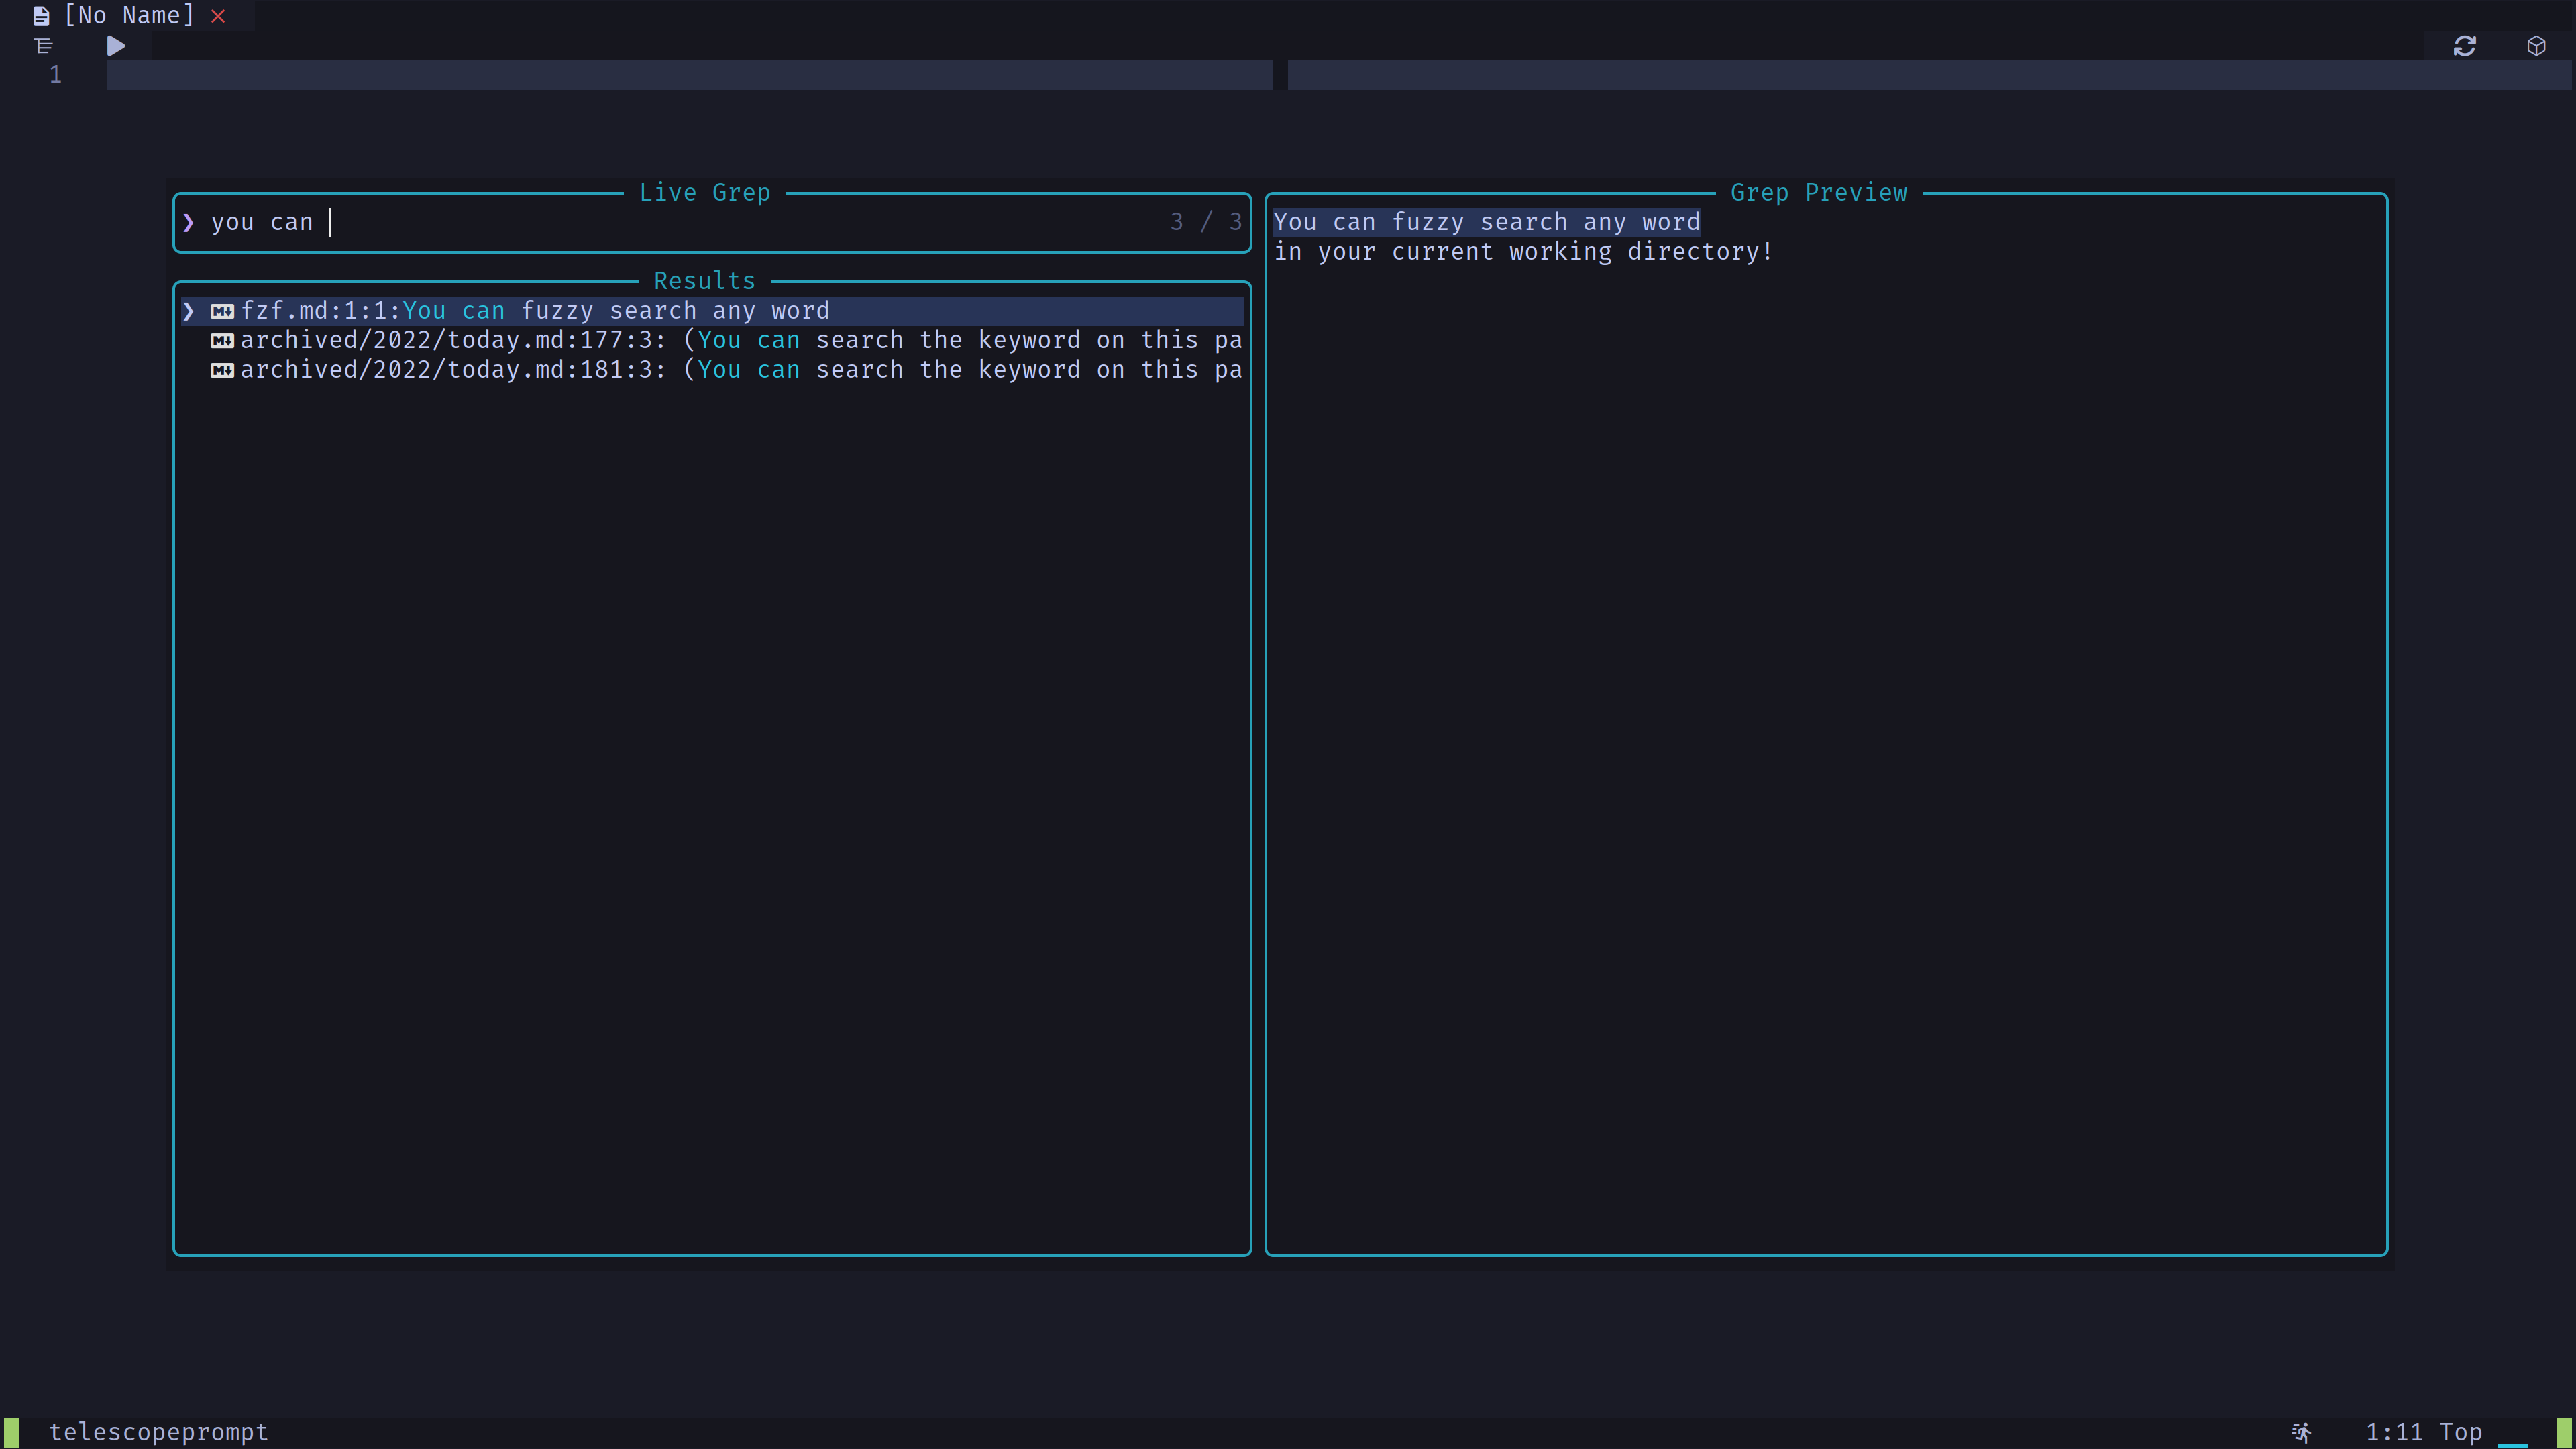 [No Name]
1
Live Grep
you can
3 / 3
Results
fzf.md:1:1:You can fuzzy search any word
archived/2022/today.md:177:3: (You can search the keyword on this pa
archived/2022/today.md:181:3: (You can search the keyword on this pa
Grep Preview
You can fuzzy search any word
in your current working directory!
telescopeprompt
1:11 Top